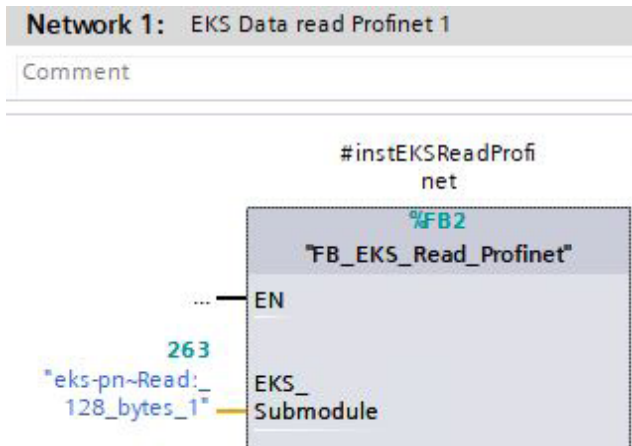 Network 1: EKS Data read Profinet 1
Comment
#instEKSReadProfi
net
%FB2
"FB_EKS_Read_Profinet"
... EN
263
"eks-pn~Read:_
128_bytes_1"
EKS_
Submodule